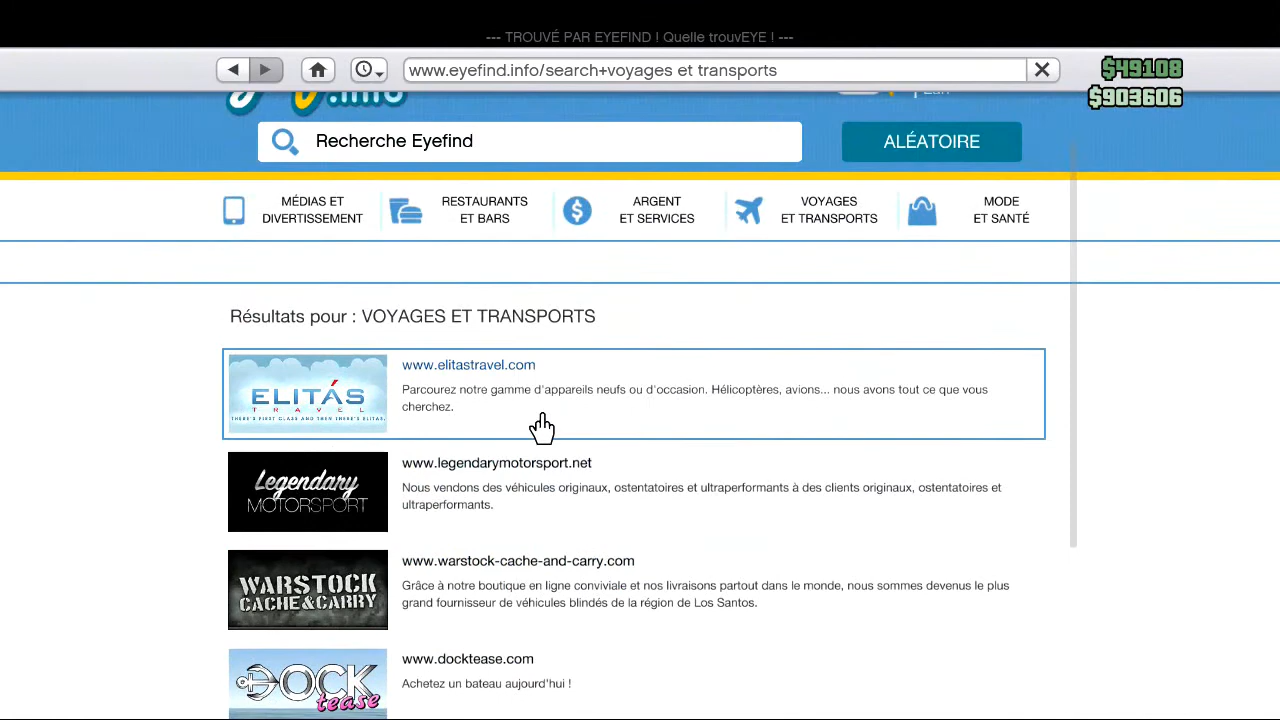 --- TROUVÉ PAR EYEFIND ! Quelle trouvEYE ! ---
www.eyefind.info/search+voyages et transports
$49108
$903606
Recherche Eyefind
ALÉATOIRE
MÉDIAS ET
DIVERTISSEMENT
RESTAURANTS
ET BARS
ARGENT
ET SERVICES
VOYAGES
ET TRANSPORTS
MODE
ET SANTÉ
Résultats pour : VOYAGES ET TRANSPORTS
ELITÁS
TRAVEL
THERE'S FIRST CLASS AND THEN THERE'S ELITAS.
www.elitastravel.com
Parcourez notre gamme d'appareils neufs ou d'occasion. Hélicoptères, avions... nous avons tout ce que vous
cherchez.
Legendary
MOTORSPORT
www.legendarymotorsport.net
Nous vendons des véhicules originaux, ostentatoires et ultraperformants à des clients originaux, ostentatoires et
ultraperformants.
WARSTOCK
CACHE&CARRY
www.warstock-cache-and-carry.com
Grâce à notre boutique en ligne conviviale et nos livraisons partout dans le monde, nous sommes devenus le plus
grand fournisseur de véhicules blindés de la région de Los Santos.
DOCK
tease
www.docktease.com
Achetez un bateau aujourd'hui !